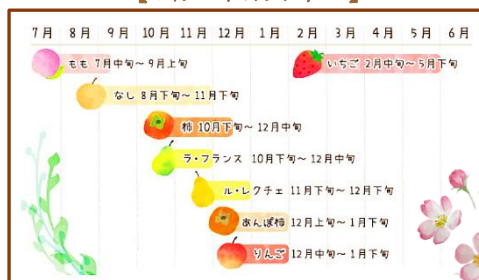 7月 8月 9月 10月 11月 12月 1月 2月 3月 4月 5月 6月
もも 7月中旬～9月上旬
いちご 2月中旬～5月下旬
なし 8月下旬～11月下旬
柿 10月下旬～12月中旬
ラ・フランス 10月下旬～12月中旬
ル・レクチェ 11月下旬～12月下旬
あんぽ柿 12月上旬～1月下旬
りんご 12月中旬～1月下旬